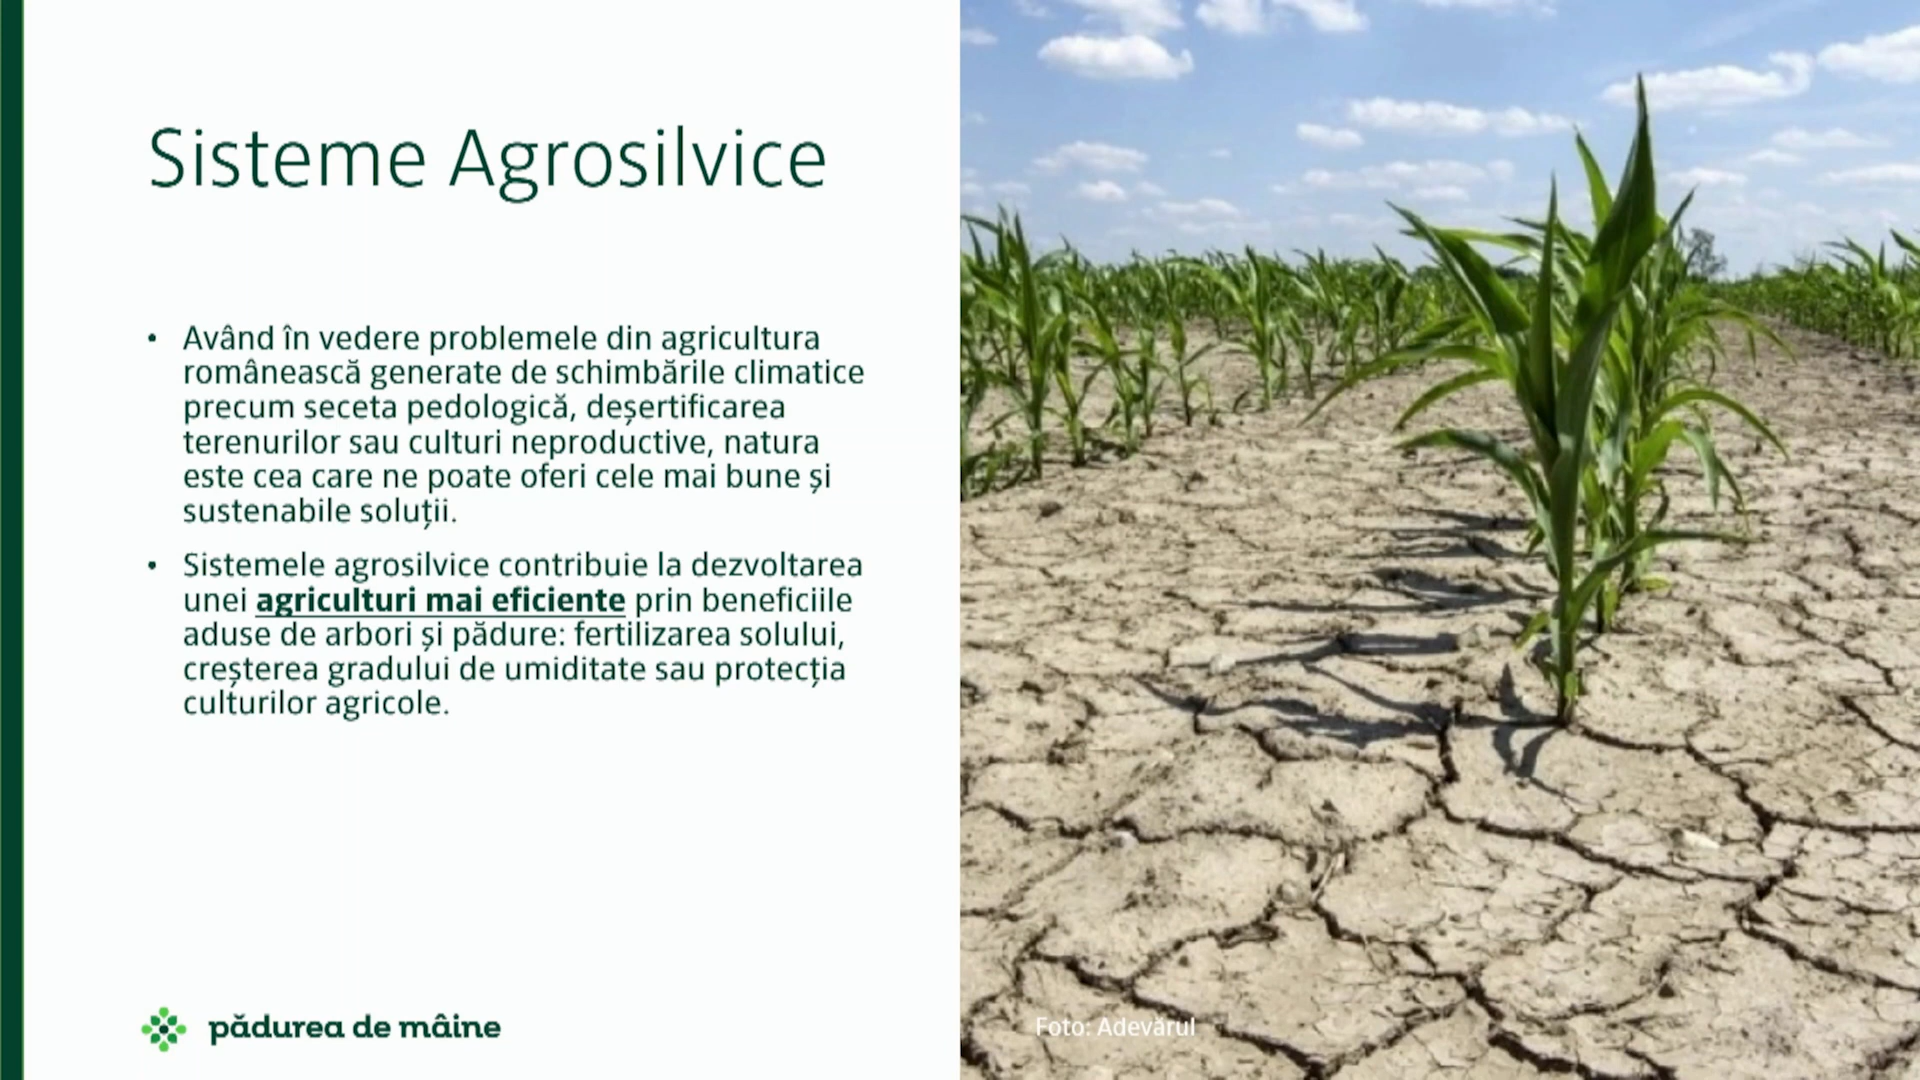 Sisteme Agrosilvice
• Având în vedere problemele din agricultura
românească generate de schimbările climatice
precum seceta pedologică, deșertificarea
terenurilor sau culturi neproductive, natura
este cea care ne poate oferi cele mai bune și
sustenabile soluții.
• Sistemele agrosilvice contribuie la dezvoltarea
unei agriculturi mai eficiente prin beneficiile
aduse de arbori și pădure: fertilizarea solului,
creșterea gradului de umiditate sau protecția
culturilor agricole.
pădurea de mâine
Foto: Adevărul